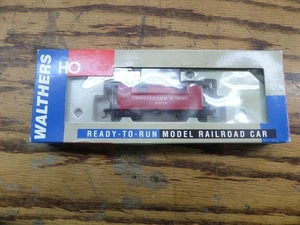 WALTHERS
HO
READY-TO-RUN MODEL RAILROAD CAR